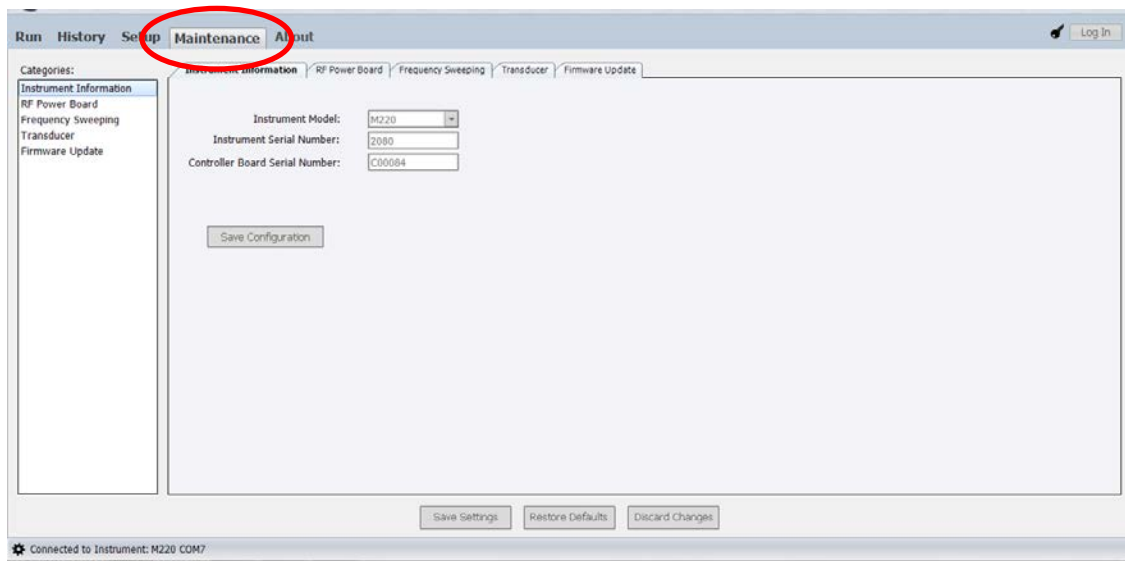 Run History Setup Maintenance About Log In
Categories:
Instrument Information
RF Power Board
Frequency Sweeping
Transducer
Firmware Update
Instrument Information RF Power Board Frequency Sweeping Transducer Firmware Update
Instrument Model: M220
Instrument Serial Number: 2080
Controller Board Serial Number: C00084
Save Configuration
Save Settings Restore Defaults Discard Changes
Connected to Instrument: M220 COM7